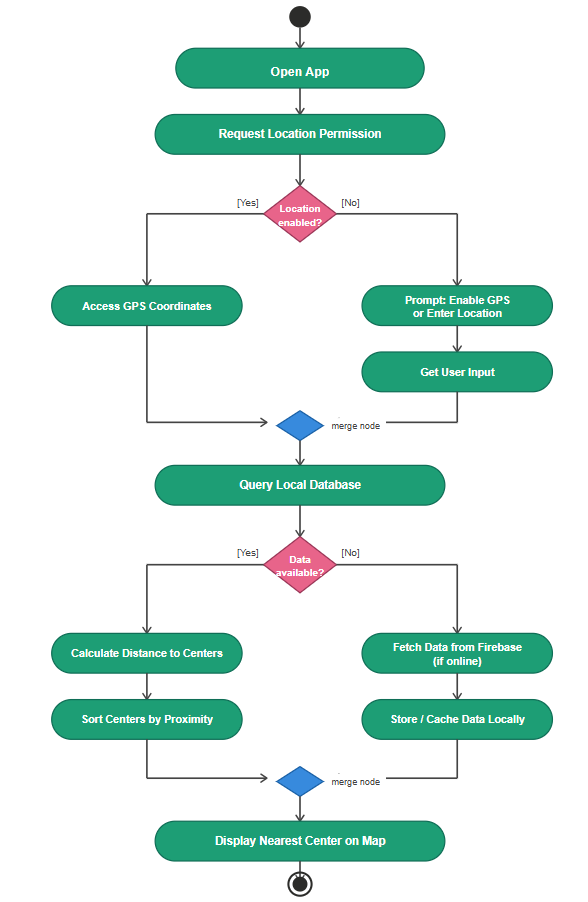 Open App
Request Location Permission
[Yes]
[No]
Location
enabled?
Access GPS Coordinates
Prompt: Enable GPS
or Enter Location
Get User Input
merge node
Query Local Database
[Yes]
[No]
Data
available?
Calculate Distance to Centers
Fetch Data from Firebase
(if online)
Sort Centers by Proximity
Store / Cache Data Locally
merge node
Display Nearest Center on Map